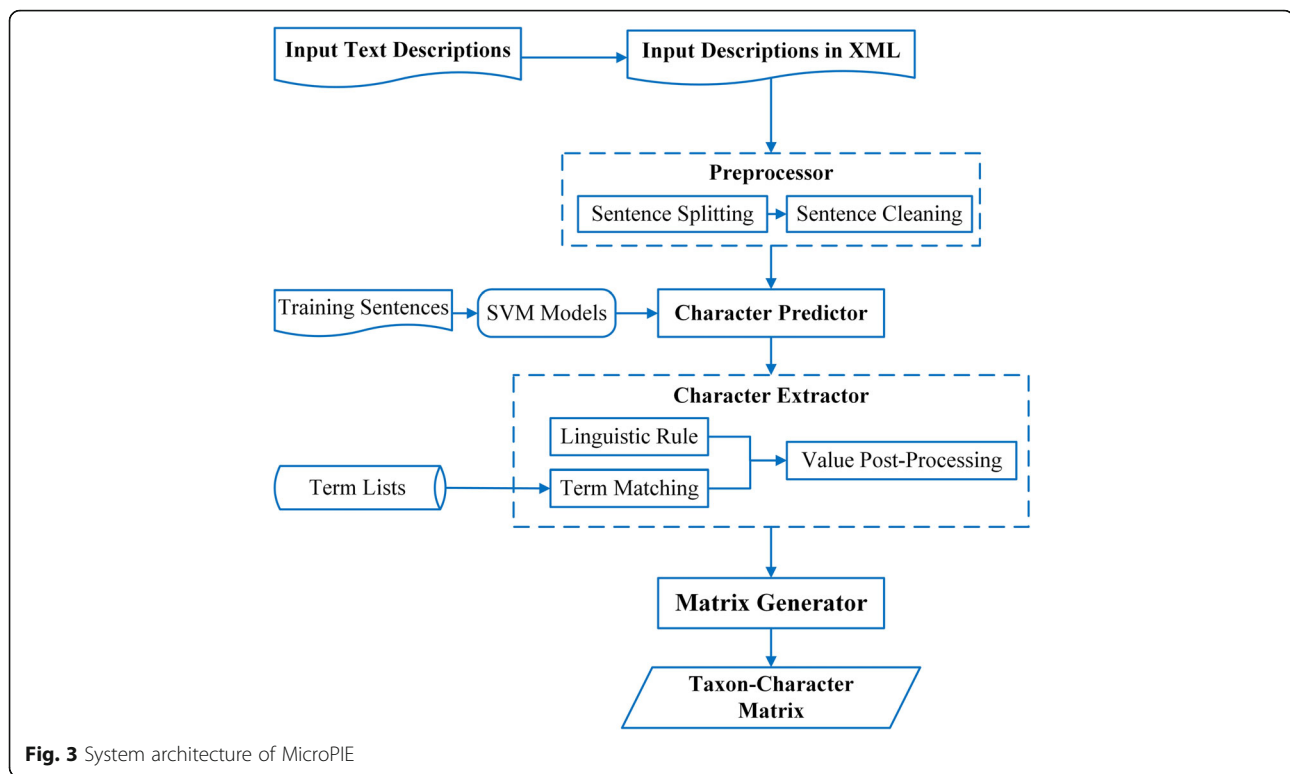 Input Text Descriptions
Input Descriptions in XML
Preprocessor
Sentence Splitting
Sentence Cleaning
Training Sentences
SVM Models
Character Predictor
Character Extractor
Linguistic Rule
Value Post-Processing
Term Lists
Term Matching
Matrix Generator
Taxon-Character
Matrix
Fig. 3 System architecture of MicroPIE